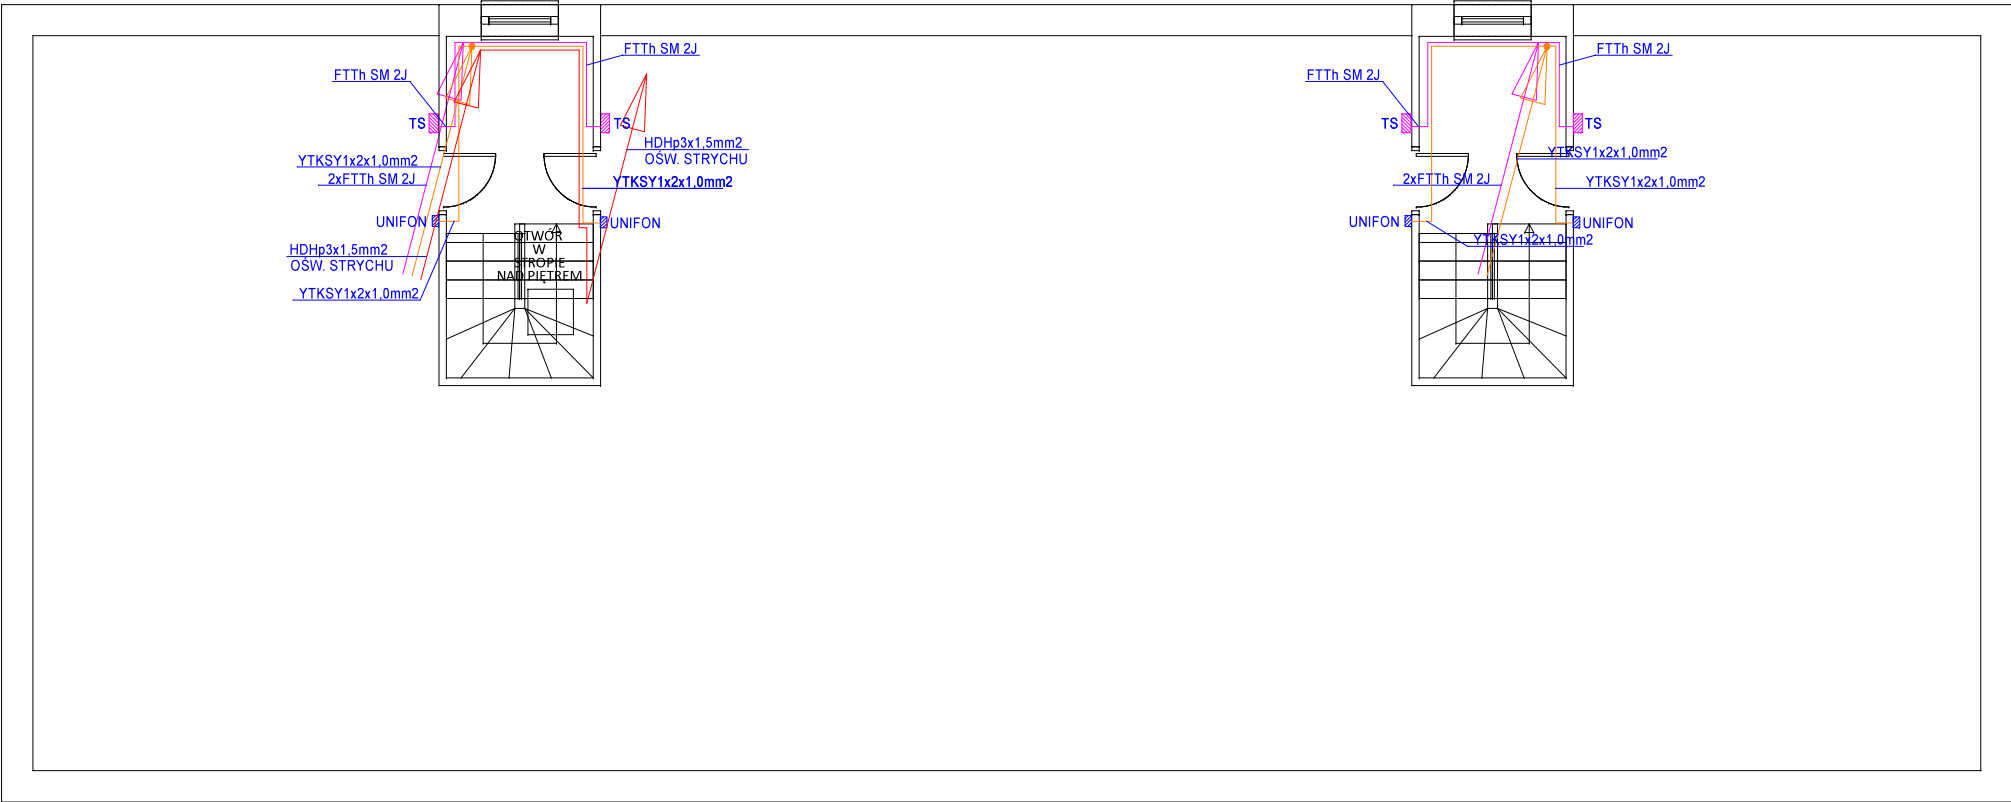 FTTh SM 2J
FTTh SM 2J
TS
TS
HDHp3x1,5mm2
OŚW. STRYCHU
YTKSY1x2x1,0mm2
2xFTTh SM 2J
YTKSY1x2x1,0mm2
UNIFON
UNIFON
OTWÓR
W
STROPIE
NAD PIĘTREM
HDHp3x1,5mm2
OŚW. STRYCHU
YTKSY1x2x1,0mm2
FTTh SM 2J
FTTh SM 2J
TS
TS
YTKSY1x2x1,0mm2
2xFTTh SM 2J
YTKSY1x2x1,0mm2
UNIFON
UNIFON
YTKSY1x2x1,0mm2